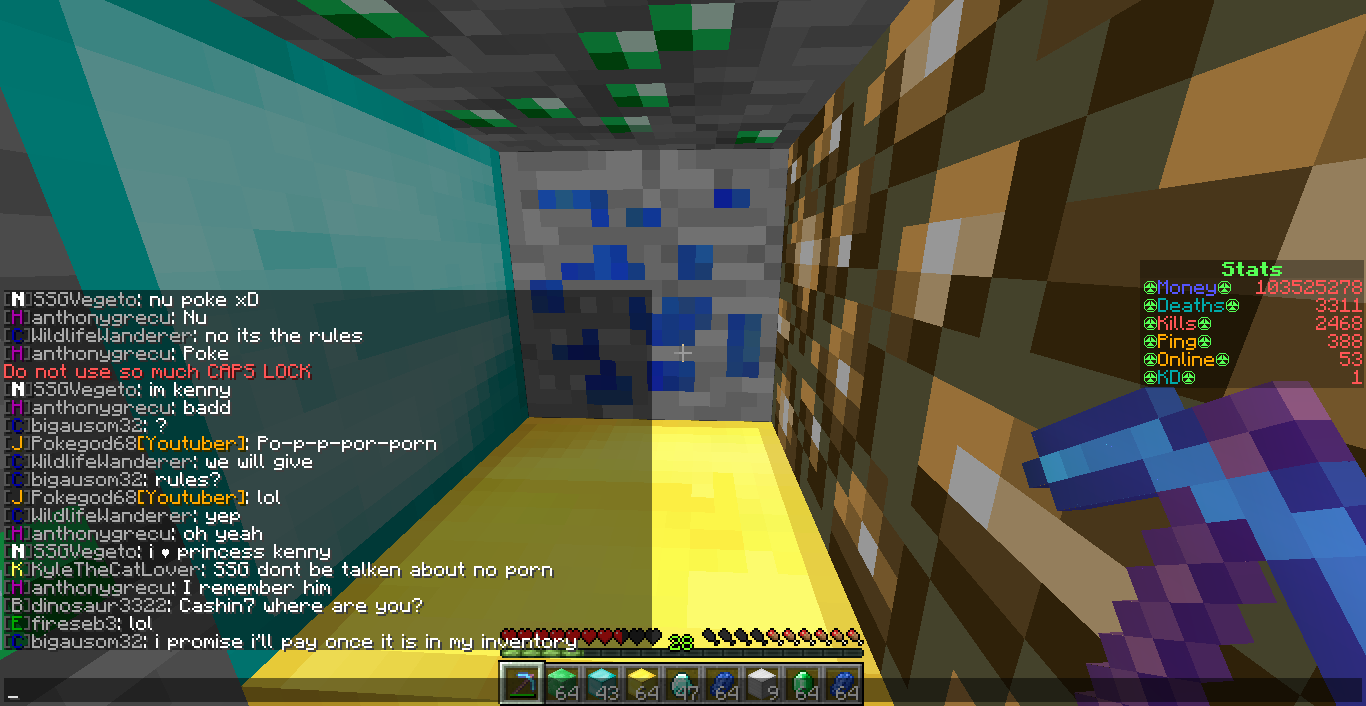 [N]SSGVegeto: nu poke xD
[H]anthonygrecu: Nu
[C]WildlifeWanderer: no its the rules
[H]anthonygrecu: Poke
Do not use so much CAPS LOCK
[N]SSGVegeto: im kenny
[H]anthonygrecu: badd
[C]bigausom32: ?
[J]Pokegod68[Youtuber]: Po-p-p-por-porn
[C]WildlifeWanderer: we will give
[C]bigausom32: rules?
[J]Pokegod68[Youtuber]: lol
[C]WildlifeWanderer: yep
[H]anthonygrecu: oh yeah
[N]SSGVegeto: i ♥ princess kenny
[K]KyleTheCatLover: SSG dont be talken about no porn
[H]anthonygrecu: I remember him
[B]dinosaur3322: Cashin7 where are you?
[E]fireseb3: lol
[C]bigausom32: i promise i'll pay once it is in my inventory
_
Stats
Money 103525278
Deaths 3311
Kills 2468
Ping 388
Online 53
KD 1
28
64 43 64 47 64 9 64 64